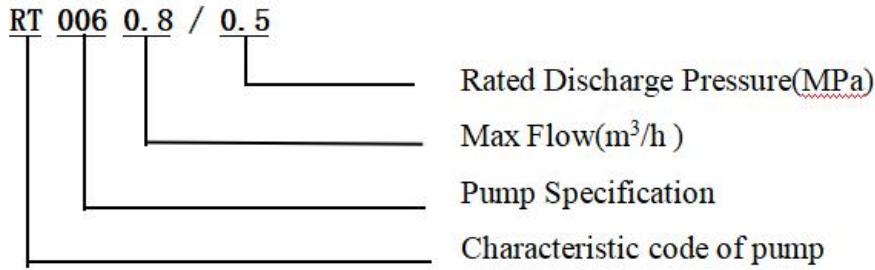 RT 006 0.8 / 0.5
Rated Discharge Pressure(MPa)
Max Flow(m³/h )
Pump Specification
Characteristic code of pump